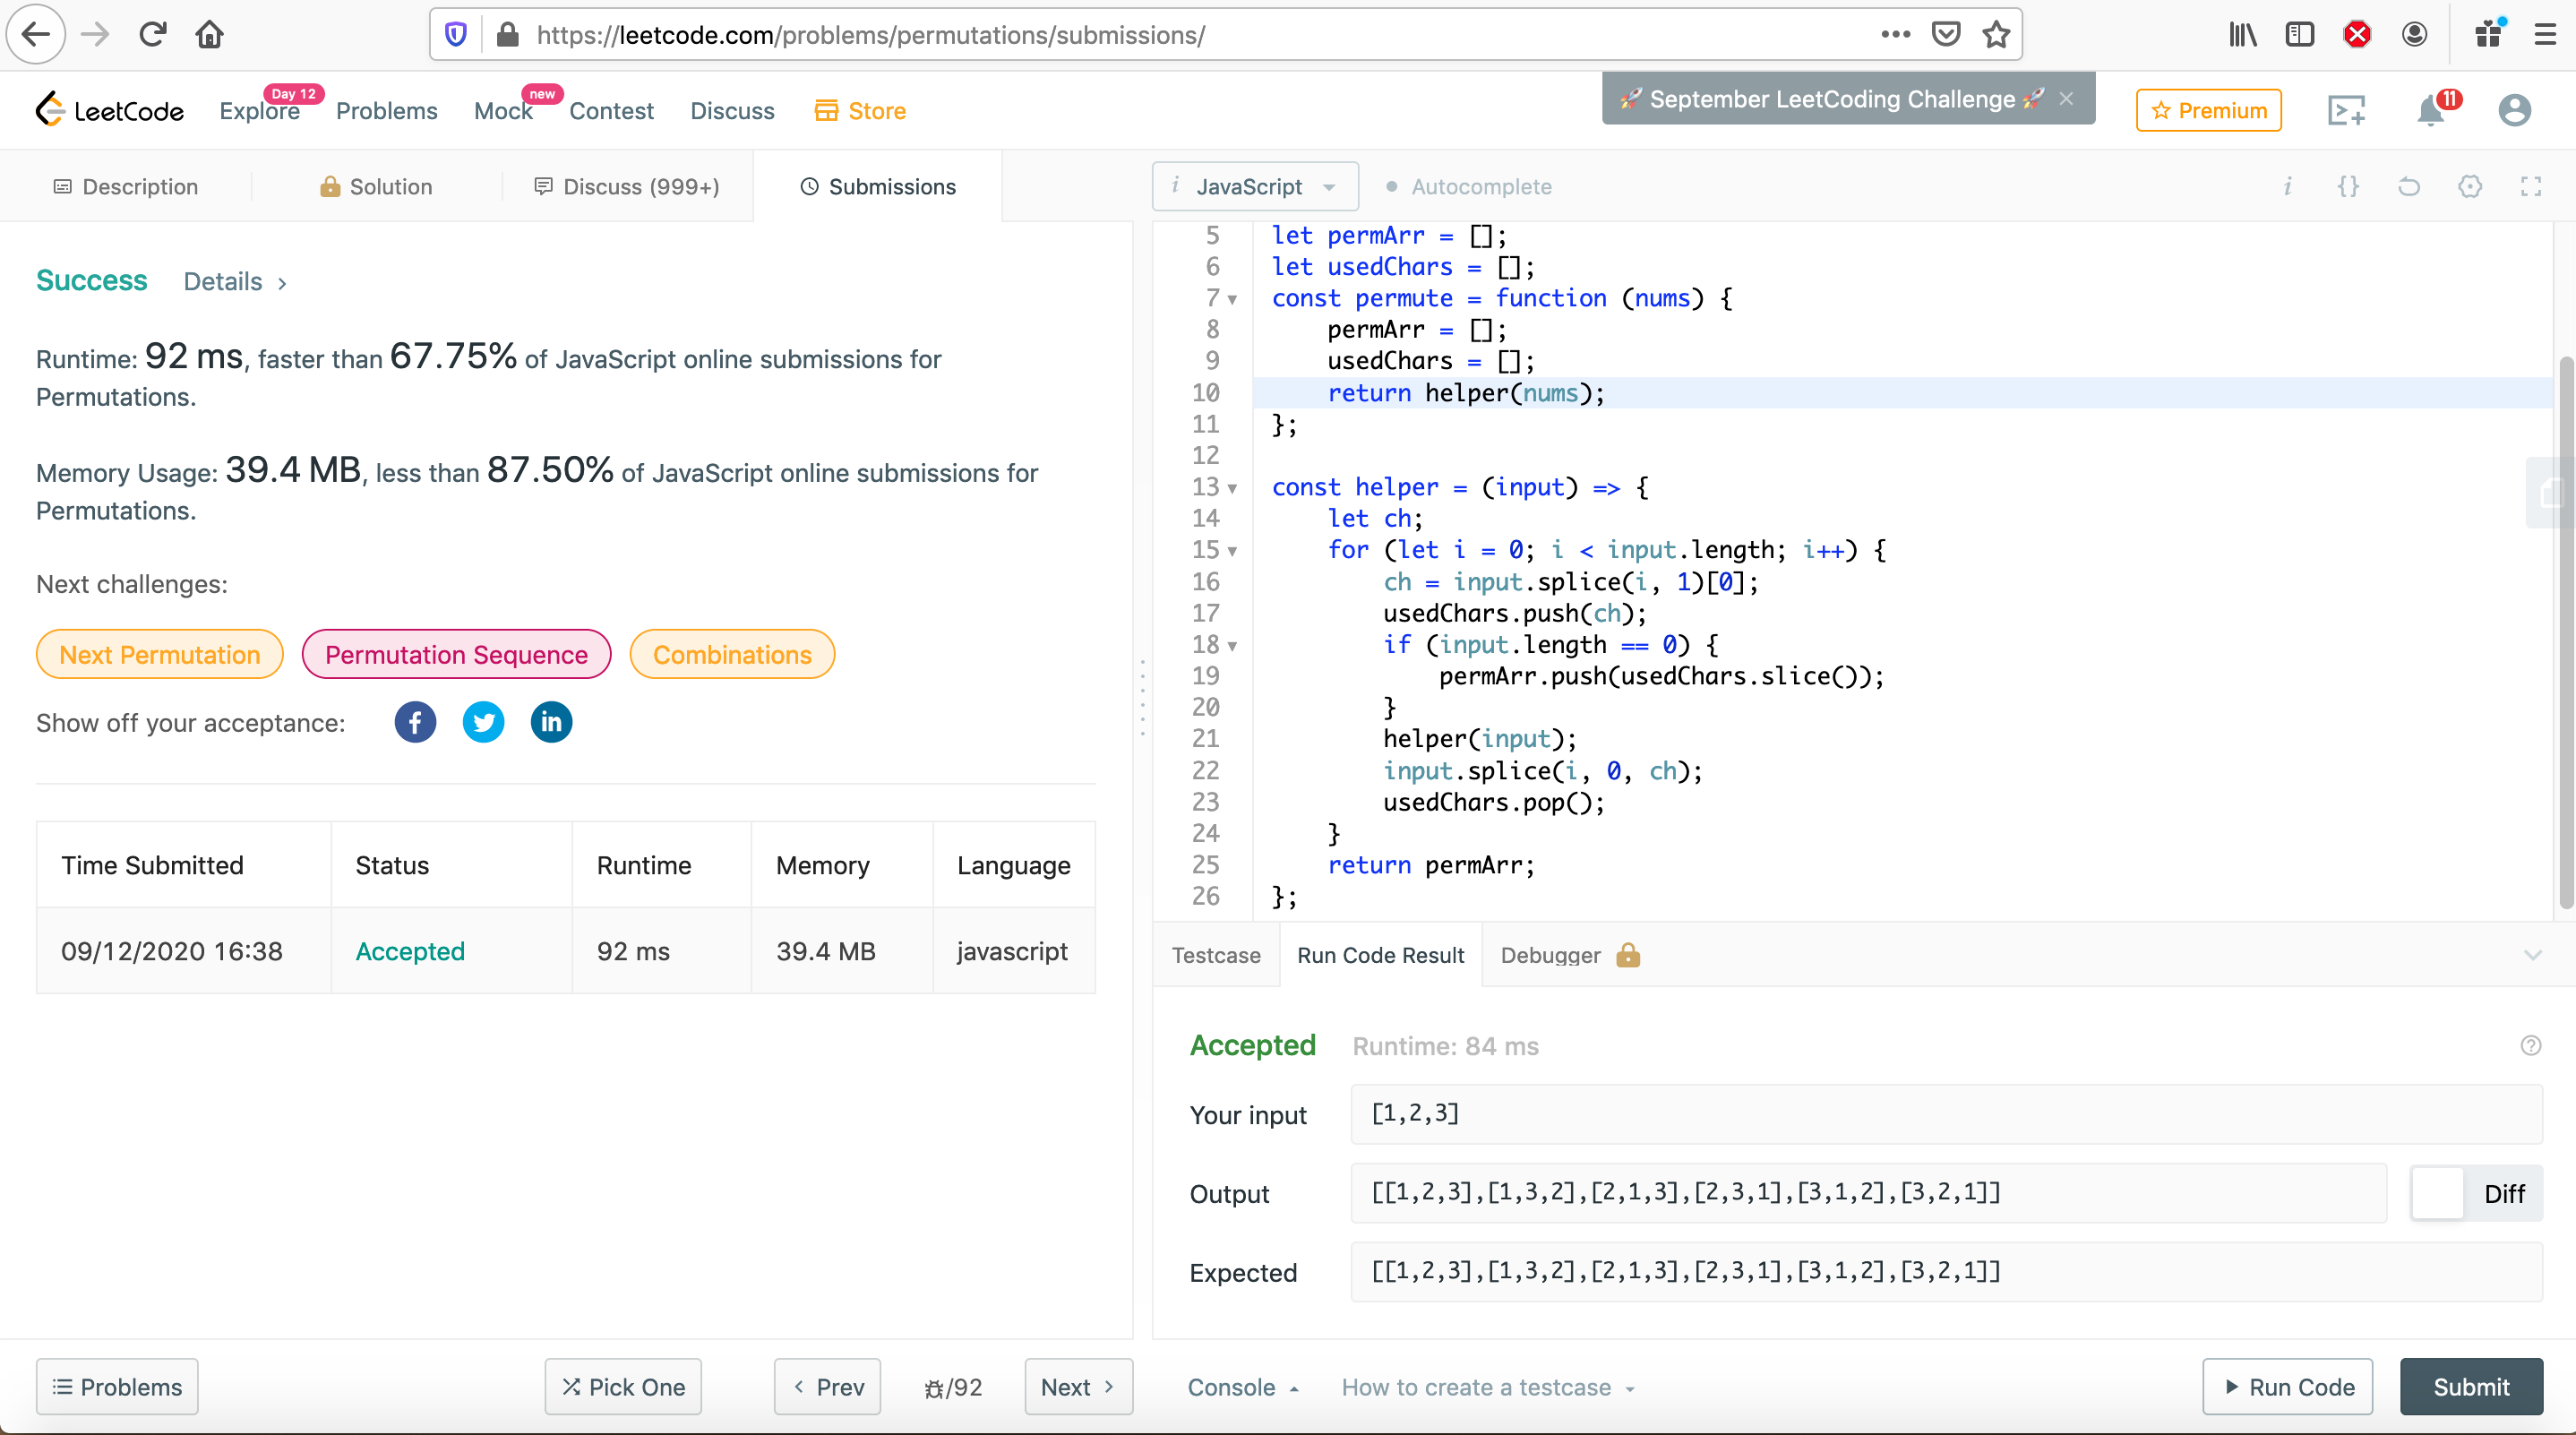 https://leetcode.com/problems/permutations/submissions/
LeetCode
Explore
Day 12
Problems
Mock
new
Contest
Discuss
Store
🚀 September LeetCoding Challenge 🚀 ×
Premium
11
Description
Solution
Discuss (999+)
Submissions
Success Details >
Runtime: 92 ms, faster than 67.75% of JavaScript online submissions for
Permutations.
Memory Usage: 39.4 MB, less than 87.50% of JavaScript online submissions for
Permutations.
Next challenges:
Next Permutation
Permutation Sequence
Combinations
Show off your acceptance:
Time Submitted Status Runtime Memory Language
09/12/2020 16:38 Accepted 92 ms 39.4 MB javascript
i JavaScript
Autocomplete
i {}
5 let permArr = [];
6 let usedChars = [];
7 const permute = function (nums) {
8     permArr = [];
9     usedChars = [];
10     return helper(nums);
11 };
12
13 const helper = (input) => {
14     let ch;
15     for (let i = 0; i < input.length; i++) {
16         ch = input.splice(i, 1)[0];
17         usedChars.push(ch);
18         if (input.length == 0) {
19             permArr.push(usedChars.slice());
20         }
21         helper(input);
22         input.splice(i, 0, ch);
23         usedChars.pop();
24     }
25     return permArr;
26 };
Testcase
Run Code Result
Debugger
Accepted Runtime: 84 ms
?
Your input [1,2,3]
Output [[1,2,3],[1,3,2],[2,1,3],[2,3,1],[3,1,2],[3,2,1]]
Diff
Expected [[1,2,3],[1,3,2],[2,1,3],[2,3,1],[3,1,2],[3,2,1]]
Problems
Pick One
< Prev
/92
Next >
Console
How to create a testcase
Run Code
Submit